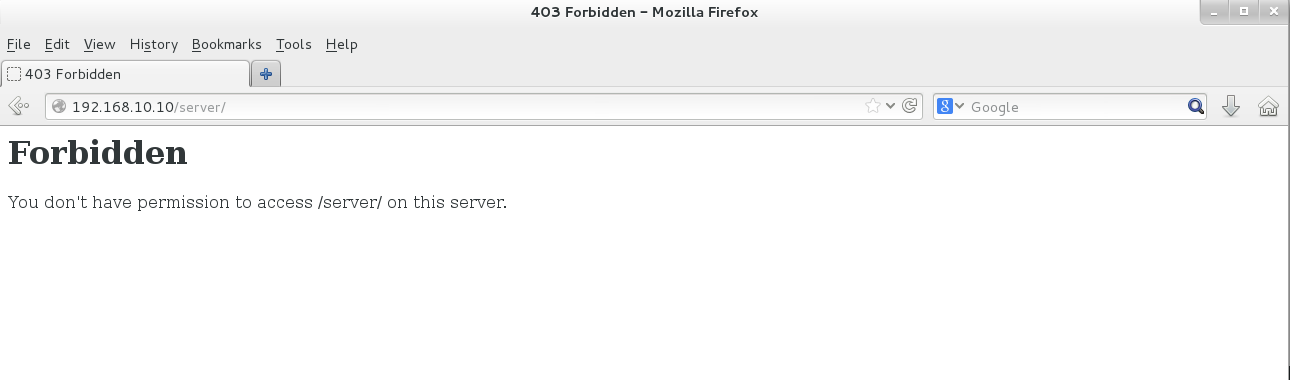 403 Forbidden - Mozilla Firefox
File Edit View History Bookmarks Tools Help
403 Forbidden
192.168.10.10/server/ Google
Forbidden
You don't have permission to access /server/ on this server.